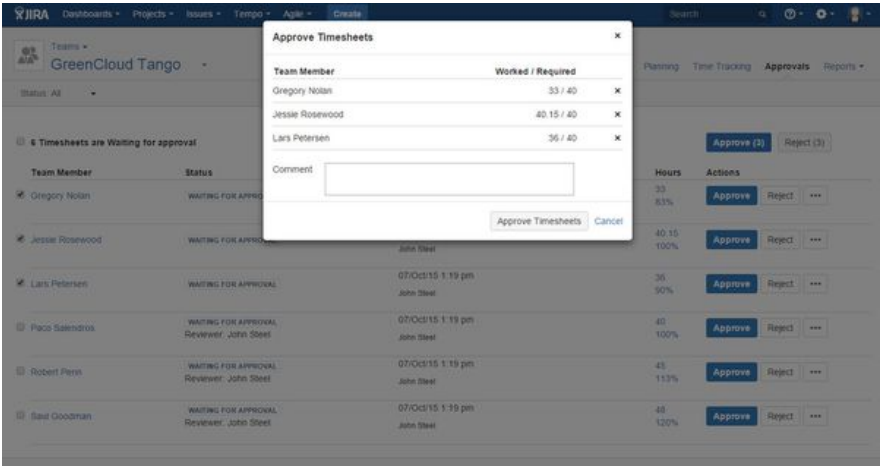 JIRA Dashboards Projects Issues Tempo Agile Create Search
Teams
GreenCloud Tango
Planning Time Tracking Approvals Reports
Status: All
Approve Timesheets ×
Team Member Worked / Required
Gregory Nolan 33 / 40 ×
Jessie Rosewood 40.15 / 40 ×
Lars Petersen 36 / 40 ×
Comment
Approve Timesheets Cancel
6 Timesheets are Waiting for approval Approve (3) Reject (3)
Team Member Status Hours Actions
Gregory Nolan WAITING FOR APPRO 33 Approve Reject •••
83%
Jessie Rosewood WAITING FOR APPROVAL 40.15 Approve Reject •••
John Steel 100%
Lars Petersen WAITING FOR APPROVAL 07/Oct/15 1:19 pm 36 Approve Reject •••
John Steel 90%
Paco Salendros WAITING FOR APPROVAL 07/Oct/15 1:19 pm 40 Approve Reject •••
Reviewer: John Steel John Steel 100%
Robert Penn WAITING FOR APPROVAL 07/Oct/15 1:19 pm 45 Approve Reject •••
Reviewer: John Steel John Steel 113%
Saul Goodman WAITING FOR APPROVAL 07/Oct/15 1:19 pm 48 Approve Reject •••
Reviewer: John Steel John Steel 120%